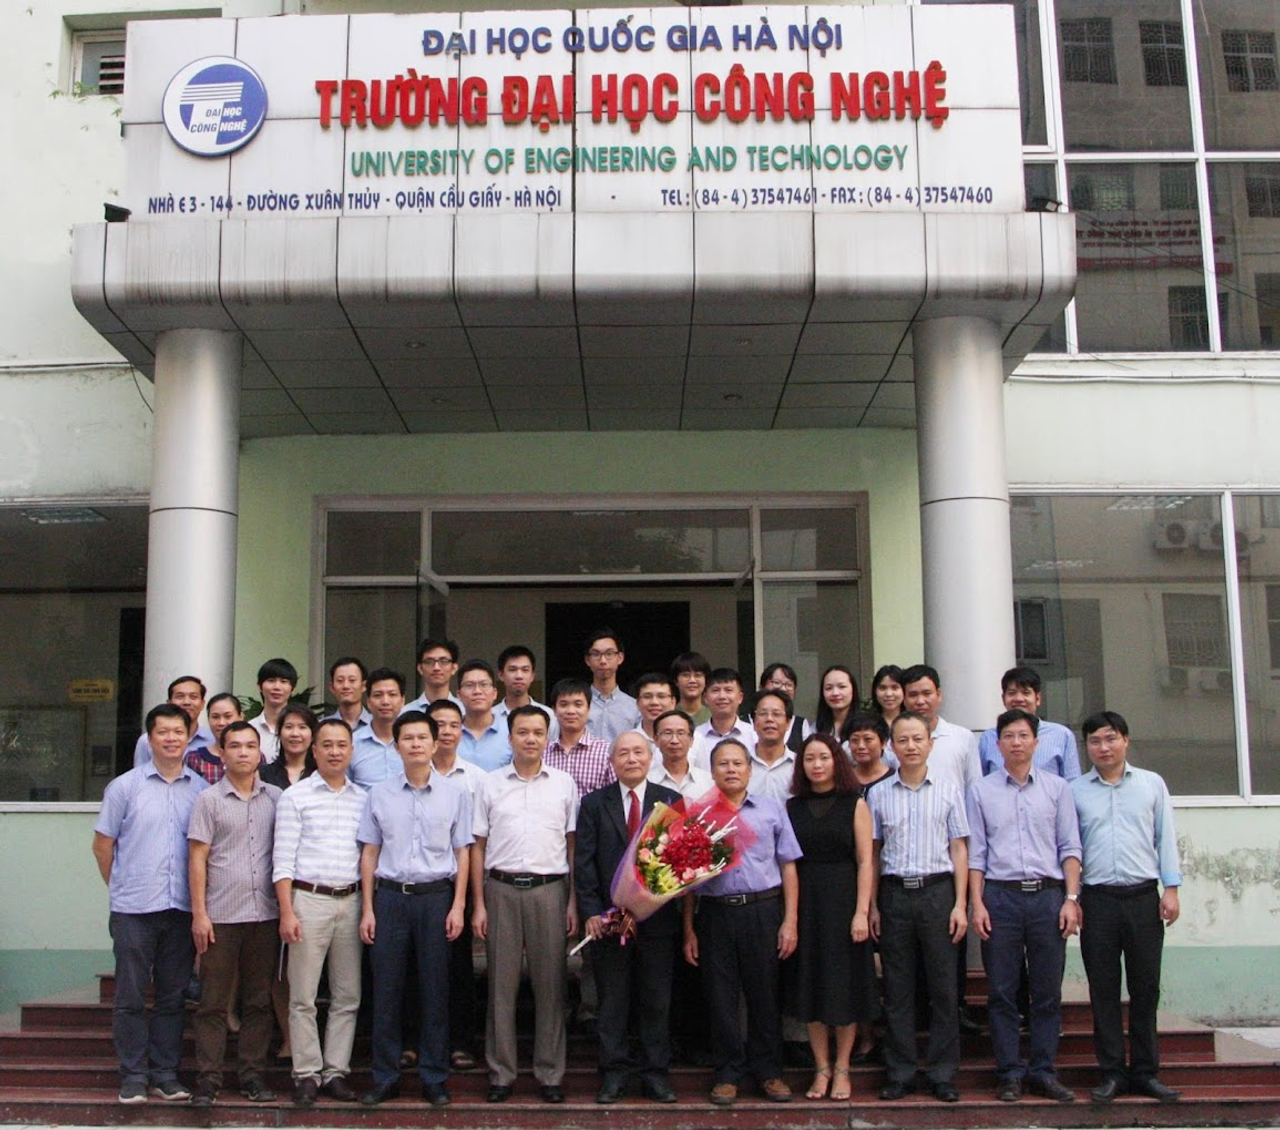 ĐẠI HỌC QUỐC GIA HÀ NỘI
TRƯỜNG ĐẠI HỌC CÔNG NGHỆ
UNIVERSITY OF ENGINEERING AND TECHNOLOGY
NHÀ E 3 - 144 - ĐƯỜNG XUÂN THỦY - QUẬN CẦU GIẤY - HÀ NỘI - TEL : (84 - 4) 37547461 - FAX : (84 - 4) 37547460
ĐẠI HỌC
CÔNG NGHỆ